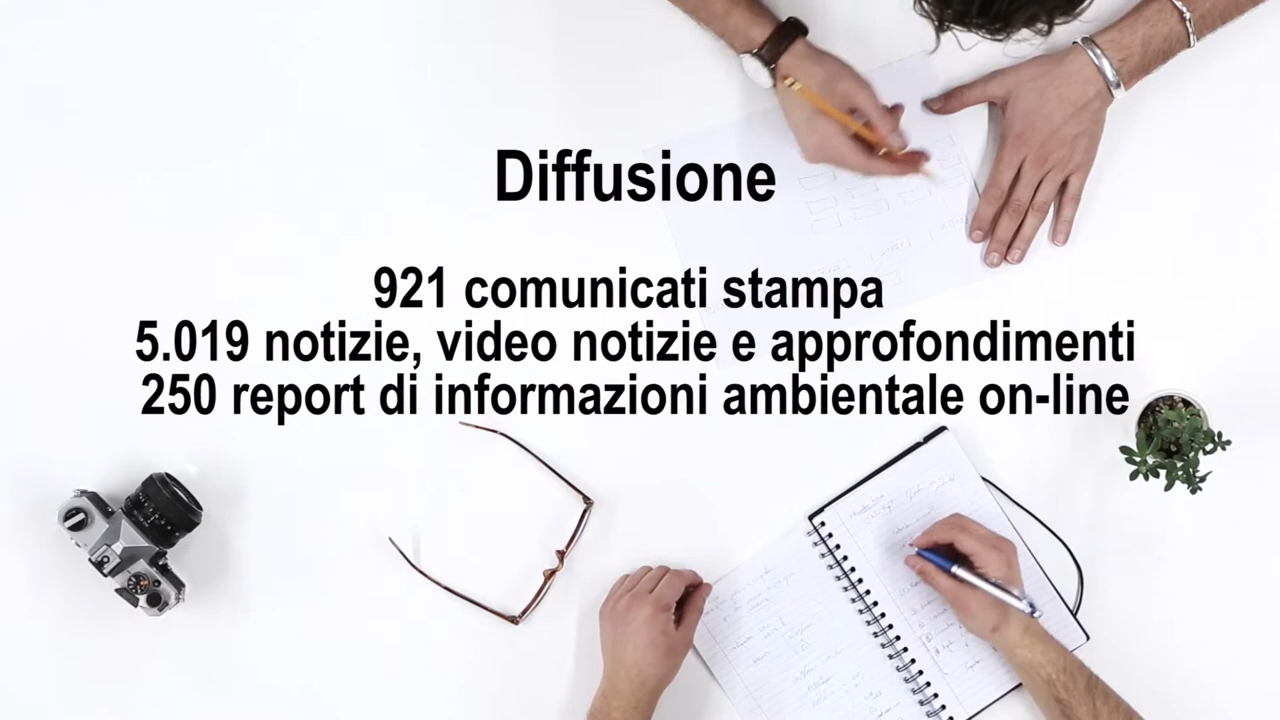 Diffusione
921 comunicati stampa
5.019 notizie, video notizie e approfondimenti
250 report di informazioni ambientale on-line